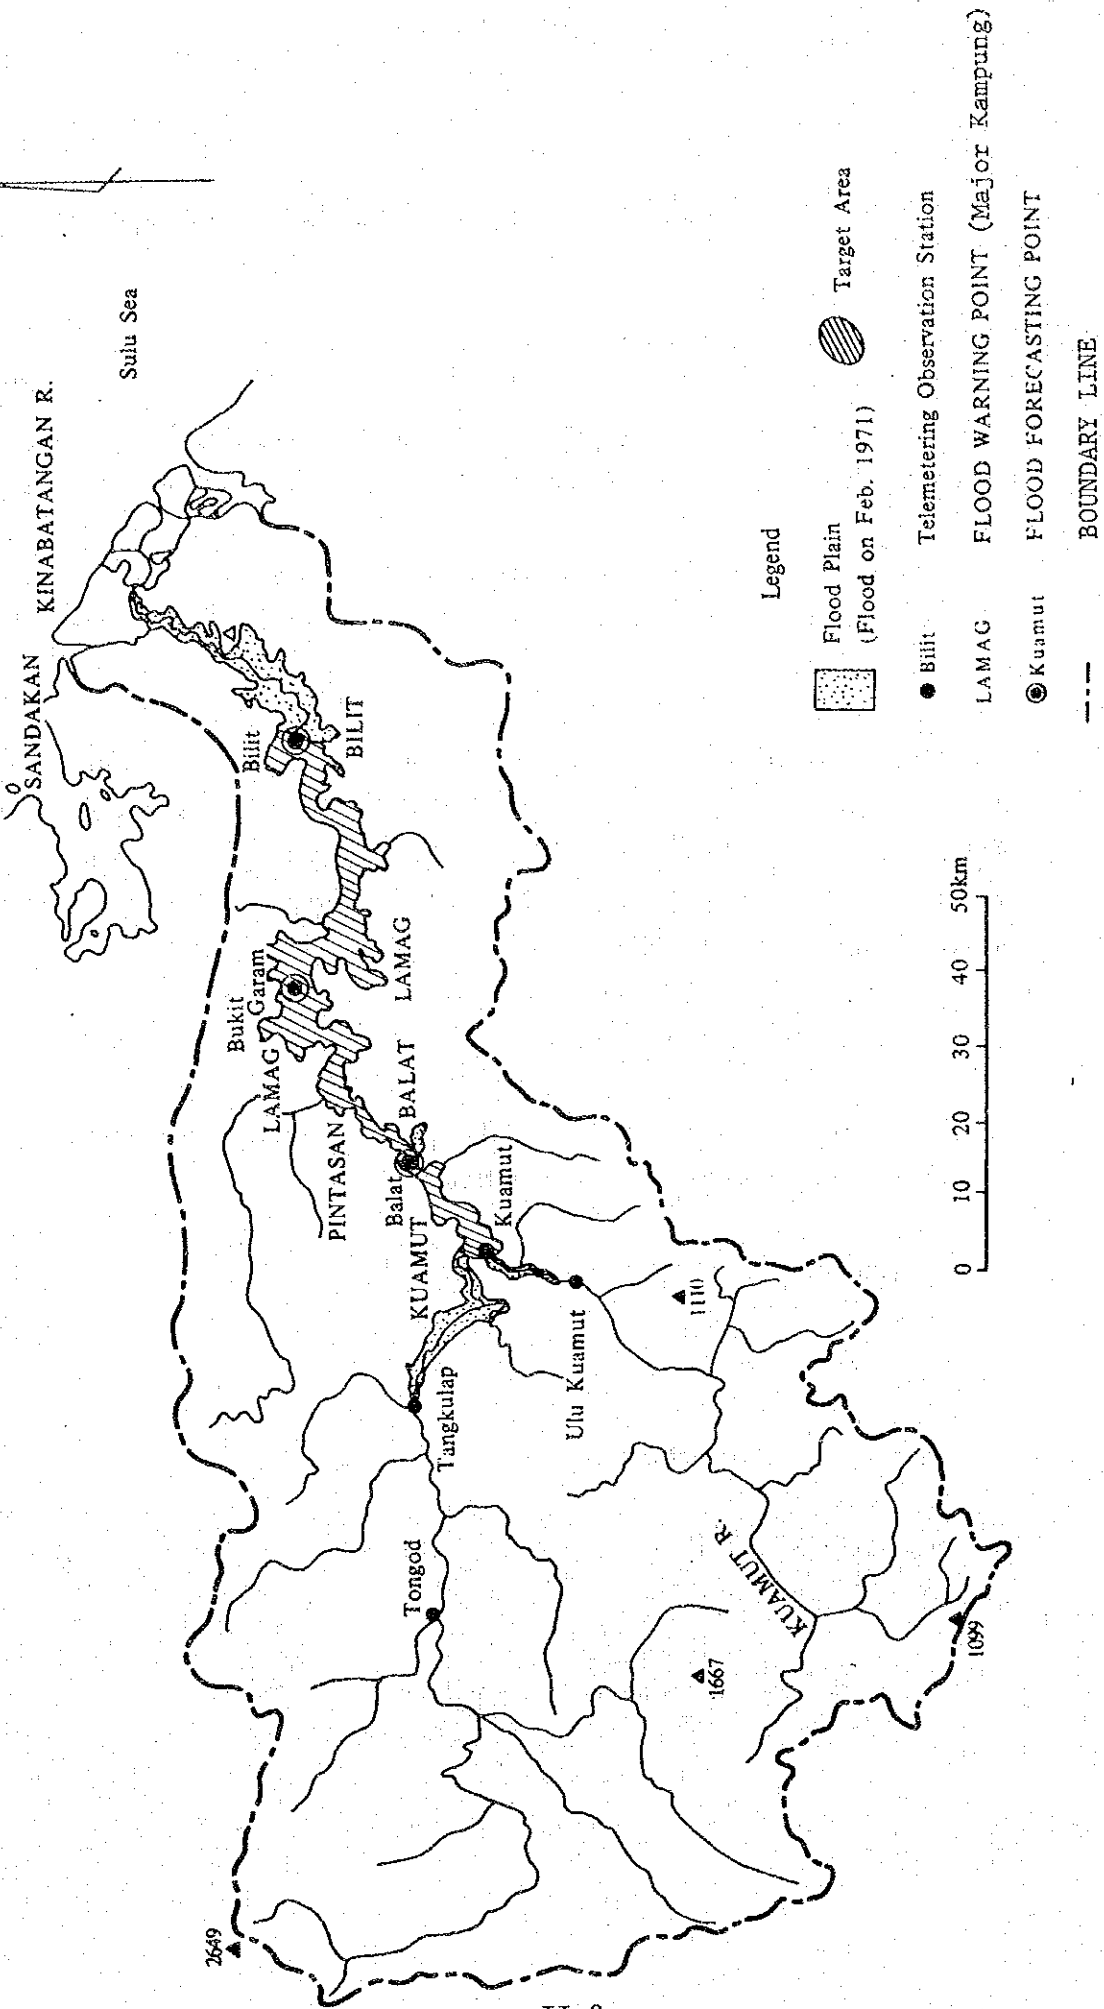 SANDAKAN
KINABATANGAN R.
Sulu Sea
Bilit
BILIT
Bukit
Garam
LAMAG
LAMAG
PINTASAN
BALAT
Balat
KUAMUT
Kuamut
Tangkulap
Ulu Kuamut
Tongod
KUAMUT R.
2649
1667
1110
1099
0 10 20 30 40 50km
Legend
Flood Plain
(Flood on Feb. 1971)
Target Area
Bilit Telemetering Observation Station
LAMAG FLOOD WARNING POINT (Major Kampung)
Kuamut FLOOD FORECASTING POINT
BOUNDARY LINE